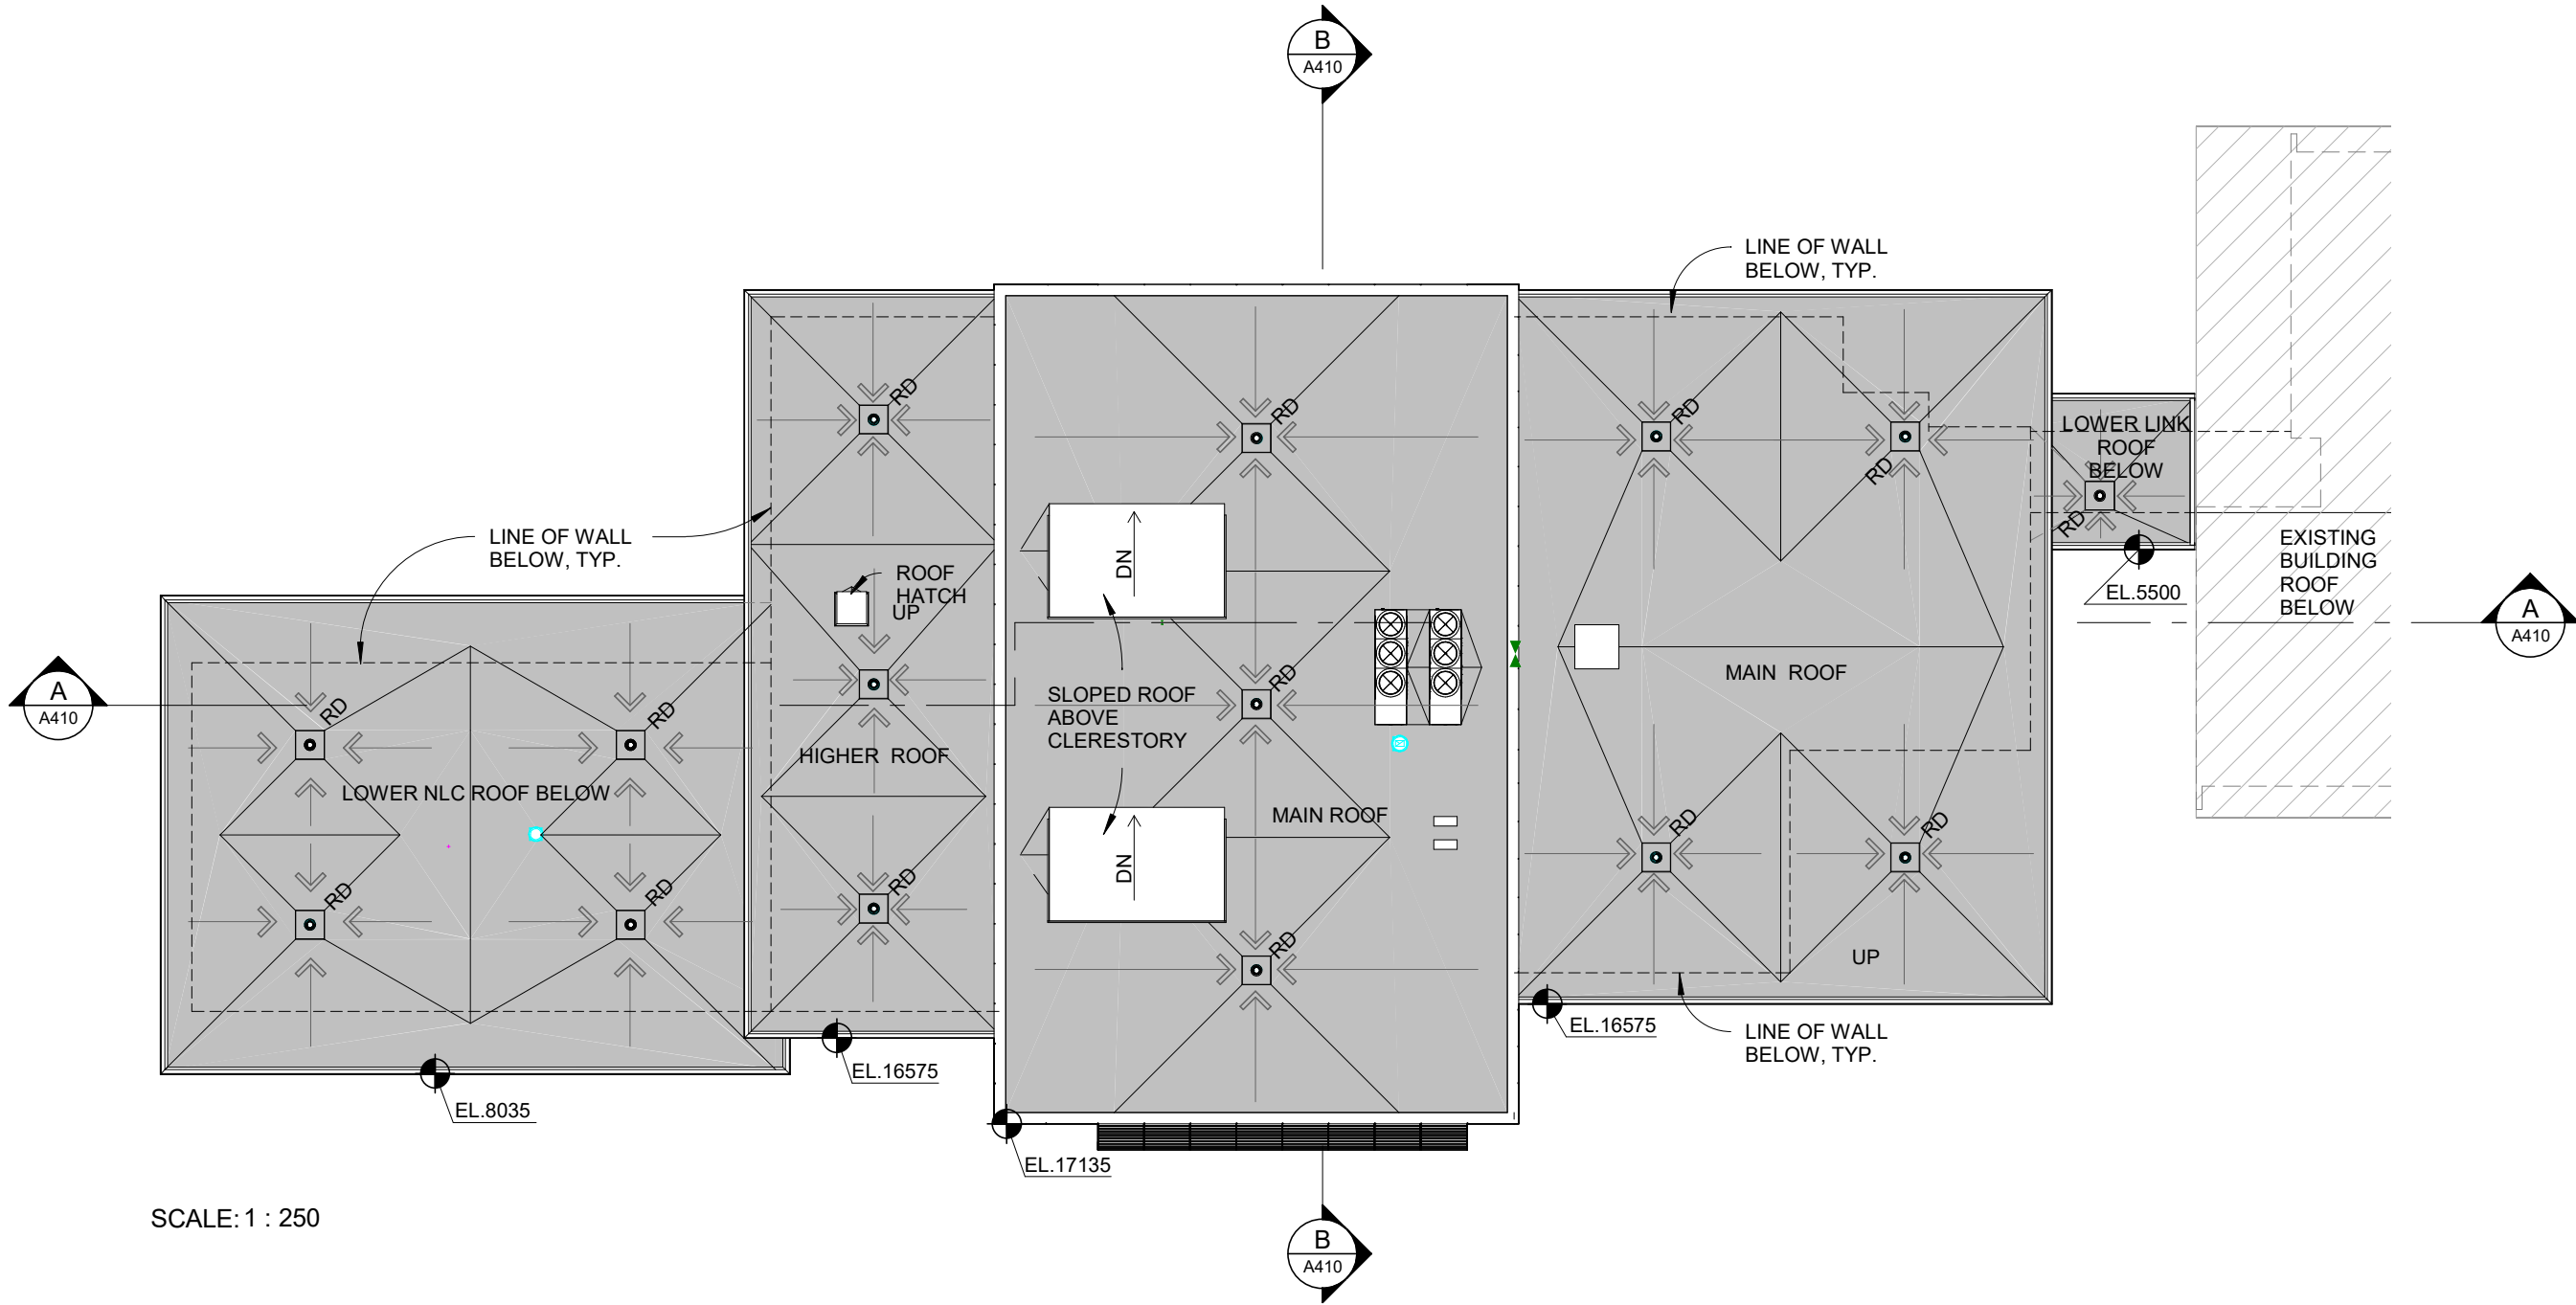 B
A410
LINE OF WALL
BELOW, TYP.
RD
RD
RD
RD
LOWER LINK
ROOF
BELOW
RD
RD
LINE OF WALL
BELOW, TYP.
DN
EXISTING
BUILDING
ROOF
BELOW
ROOF
HATCH
UP
EL.5500
A
A410
A
A410
SLOPED ROOF
ABOVE
CLERESTORY
RD
MAIN ROOF
RD
RD
HIGHER ROOF
LOWER NLC ROOF BELOW
MAIN ROOF
RD
RD
DN
RD
RD
RD
RD
UP
EL.16575
LINE OF WALL
BELOW, TYP.
EL.16575
EL.8035
EL.17135
SCALE: 1 : 250
B
A410